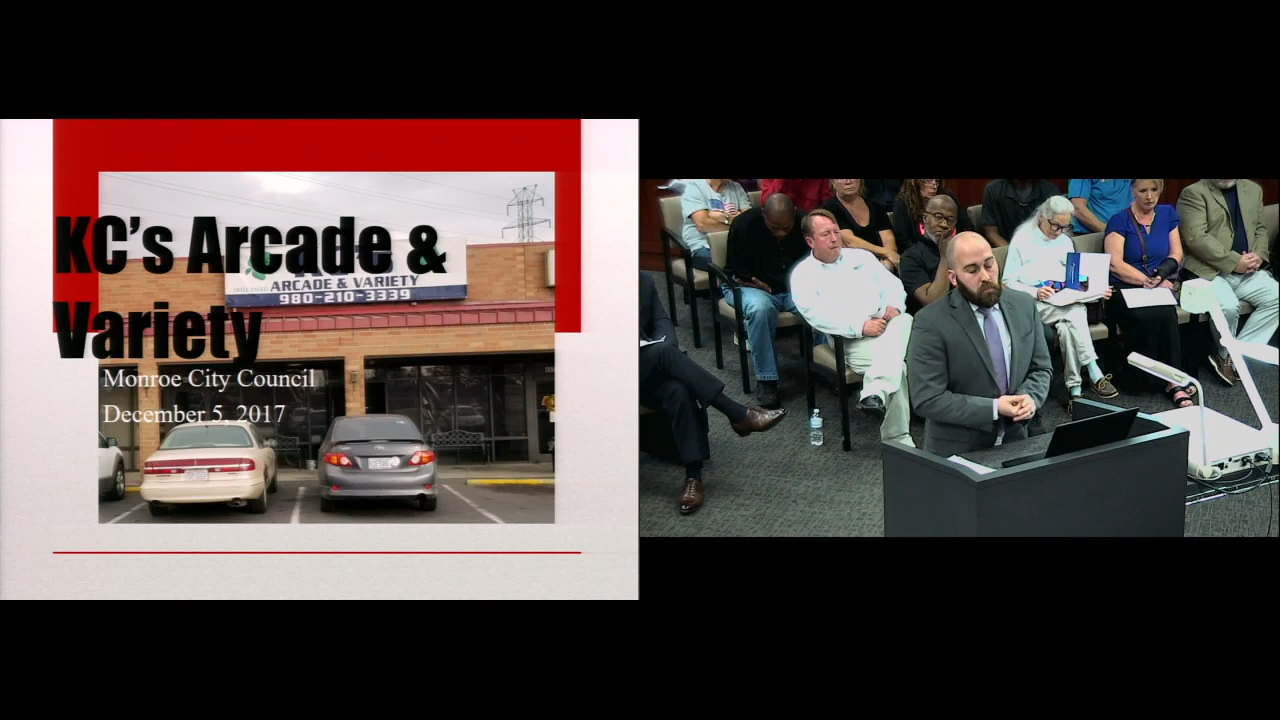 KC's Arcade &
Variety
ARCADE & VARIETY
980-210-3339
Monroe City Council
December 5, 2017